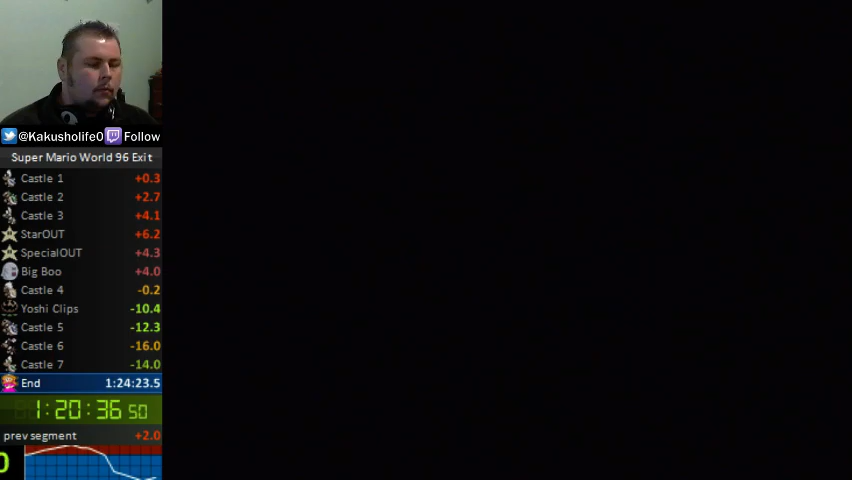 @Kakusholife0 Follow
Super Mario World 96 Exit
Castle 1 +0.3
Castle 2 +2.7
Castle 3 +4.1
StarOUT +6.2
SpecialOUT +4.3
Big Boo +4.0
Castle 4 -0.2
Yoshi Clips -10.4
Castle 5 -12.3
Castle 6 -16.0
Castle 7 -14.0
End 1:24:23.5
1:20:36 50
prev segment +2.0
0